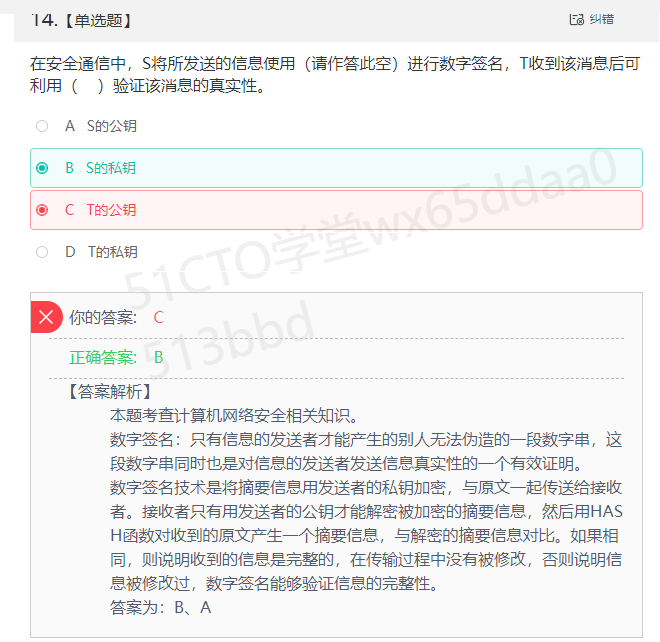 14.【单选题】
纠错
在安全通信中，S将所发送的信息使用（请作答此空）进行数字签名，T收到该消息后可
利用（ ）验证该消息的真实性。
A S的公钥
B S的私钥
C T的公钥
D T的私钥
51CTO学堂wx65ddaa0
513bbd
你的答案: C
正确答案: B
【答案解析】
本题考查计算机网络安全相关知识。
数字签名：只有信息的发送者才能产生的别人无法伪造的一段数字串，这
段数字串同时也是对信息的发送者发送信息真实性的一个有效证明。
数字签名技术是将摘要信息用发送者的私钥加密，与原文一起传送给接收
者。接收者只有用发送者的公钥才能解密被加密的摘要信息，然后用HAS
H函数对收到的原文产生一个摘要信息，与解密的摘要信息对比。如果相
同，则说明收到的信息是完整的，在传输过程中没有被修改，否则说明信
息被修改过，数字签名能够验证信息的完整性。
答案为：B、A